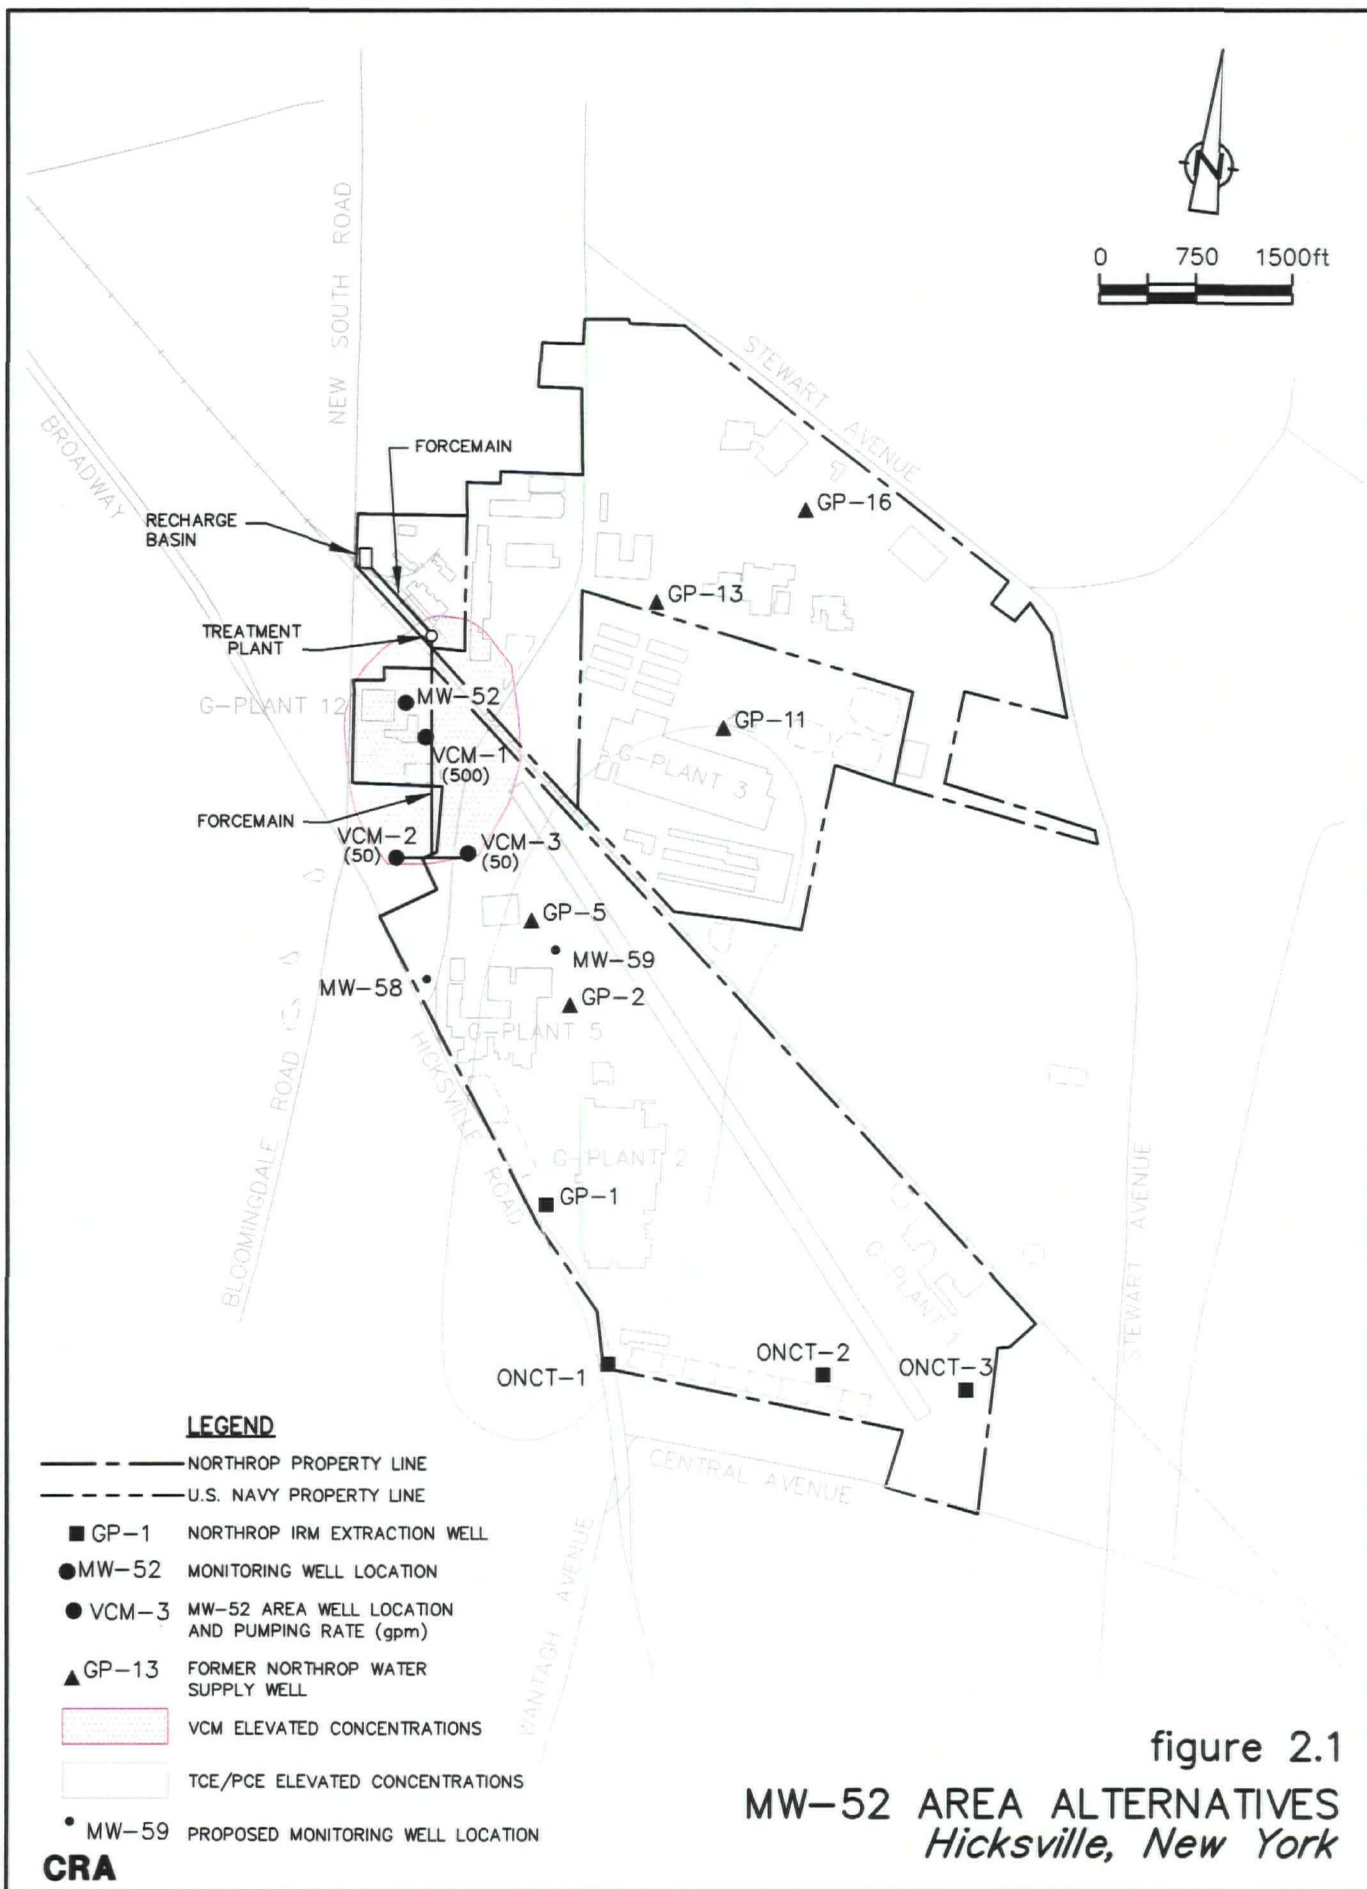 N
0 750 1500ft
NEW SOUTH ROAD
STEWART AVENUE
BROADWAY
FORCEMAIN
RECHARGE
BASIN
GP-16
GP-13
TREATMENT
PLANT
G-PLANT 12
MW-52
GP-11
VCM-1
(500)
G-PLANT 3
FORCEMAIN
VCM-2
(50)
VCM-3
(50)
GP-5
MW-59
MW-58
GP-2
G-PLANT 5
HICKSVILLE ROAD
BLOOMINGDALE ROAD
G-PLANT 2
GP-1
STEWART AVENUE
G-PLANT 1
ONCT-1
ONCT-2
ONCT-3
CENTRAL AVENUE
WANTAGH AVENUE
LEGEND
NORTHROP PROPERTY LINE
U.S. NAVY PROPERTY LINE
GP-1 NORTHROP IRM EXTRACTION WELL
MW-52 MONITORING WELL LOCATION
VCM-3 MW-52 AREA WELL LOCATION
AND PUMPING RATE (gpm)
GP-13 FORMER NORTHROP WATER
SUPPLY WELL
VCM ELEVATED CONCENTRATIONS
TCE/PCE ELEVATED CONCENTRATIONS
MW-59 PROPOSED MONITORING WELL LOCATION
figure 2.1
MW-52 AREA ALTERNATIVES
Hicksville, New York
CRA